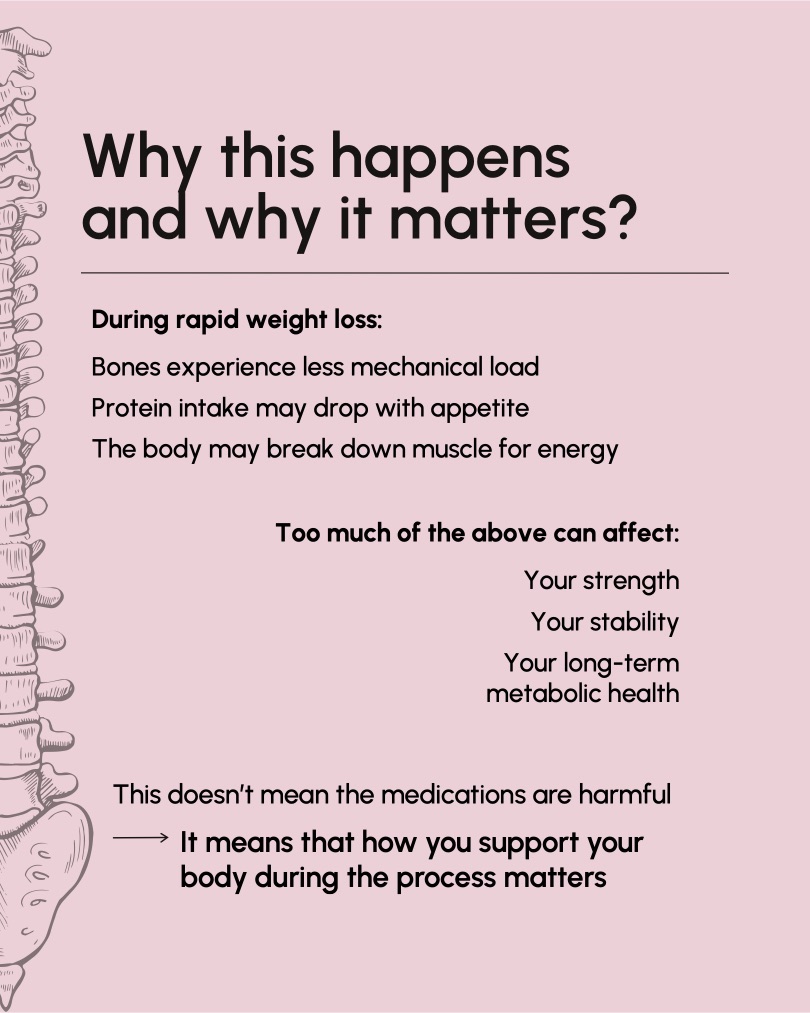 Why this happens
and why it matters?
During rapid weight loss:
Bones experience less mechanical load
Protein intake may drop with appetite
The body may break down muscle for energy
Too much of the above can affect:
Your strength
Your stability
Your long-term
metabolic health
This doesn’t mean the medications are harmful
It means that how you support your
body during the process matters